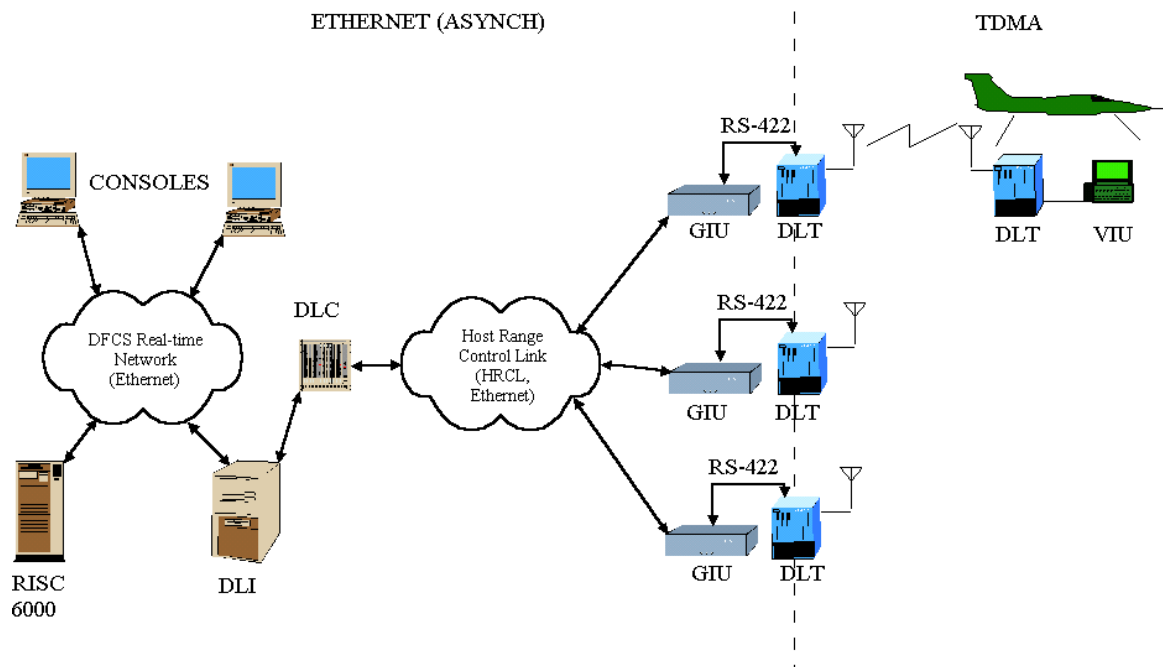 ETHERNET (ASYNCH)
TDMA
RS-422
CONSOLES
GIU
DLT
DLT
VIU
DLC
RS-422
DFCS Real-time
Network
(Ethernet)
Host Range
Control Link
(HRCL,
Ethernet)
GIU
DLT
RS-422
RISC
6000
DLI
GIU
DLT